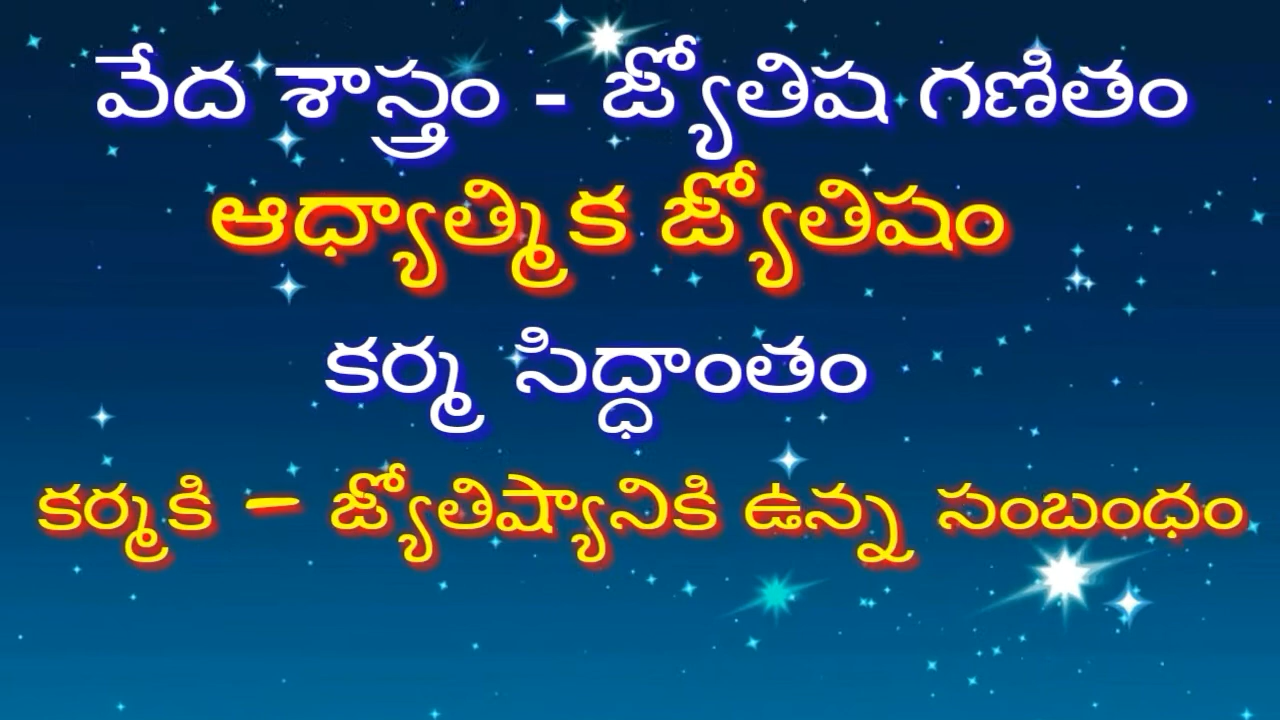 వేద శాస్త్రం - జ్యోతిష గణితం
ఆధ్యాత్మిక జ్యోతిషం
కర్మ సిద్ధాంతం
కర్మకి – జ్యోతిష్యానికి ఉన్న సంబంధం